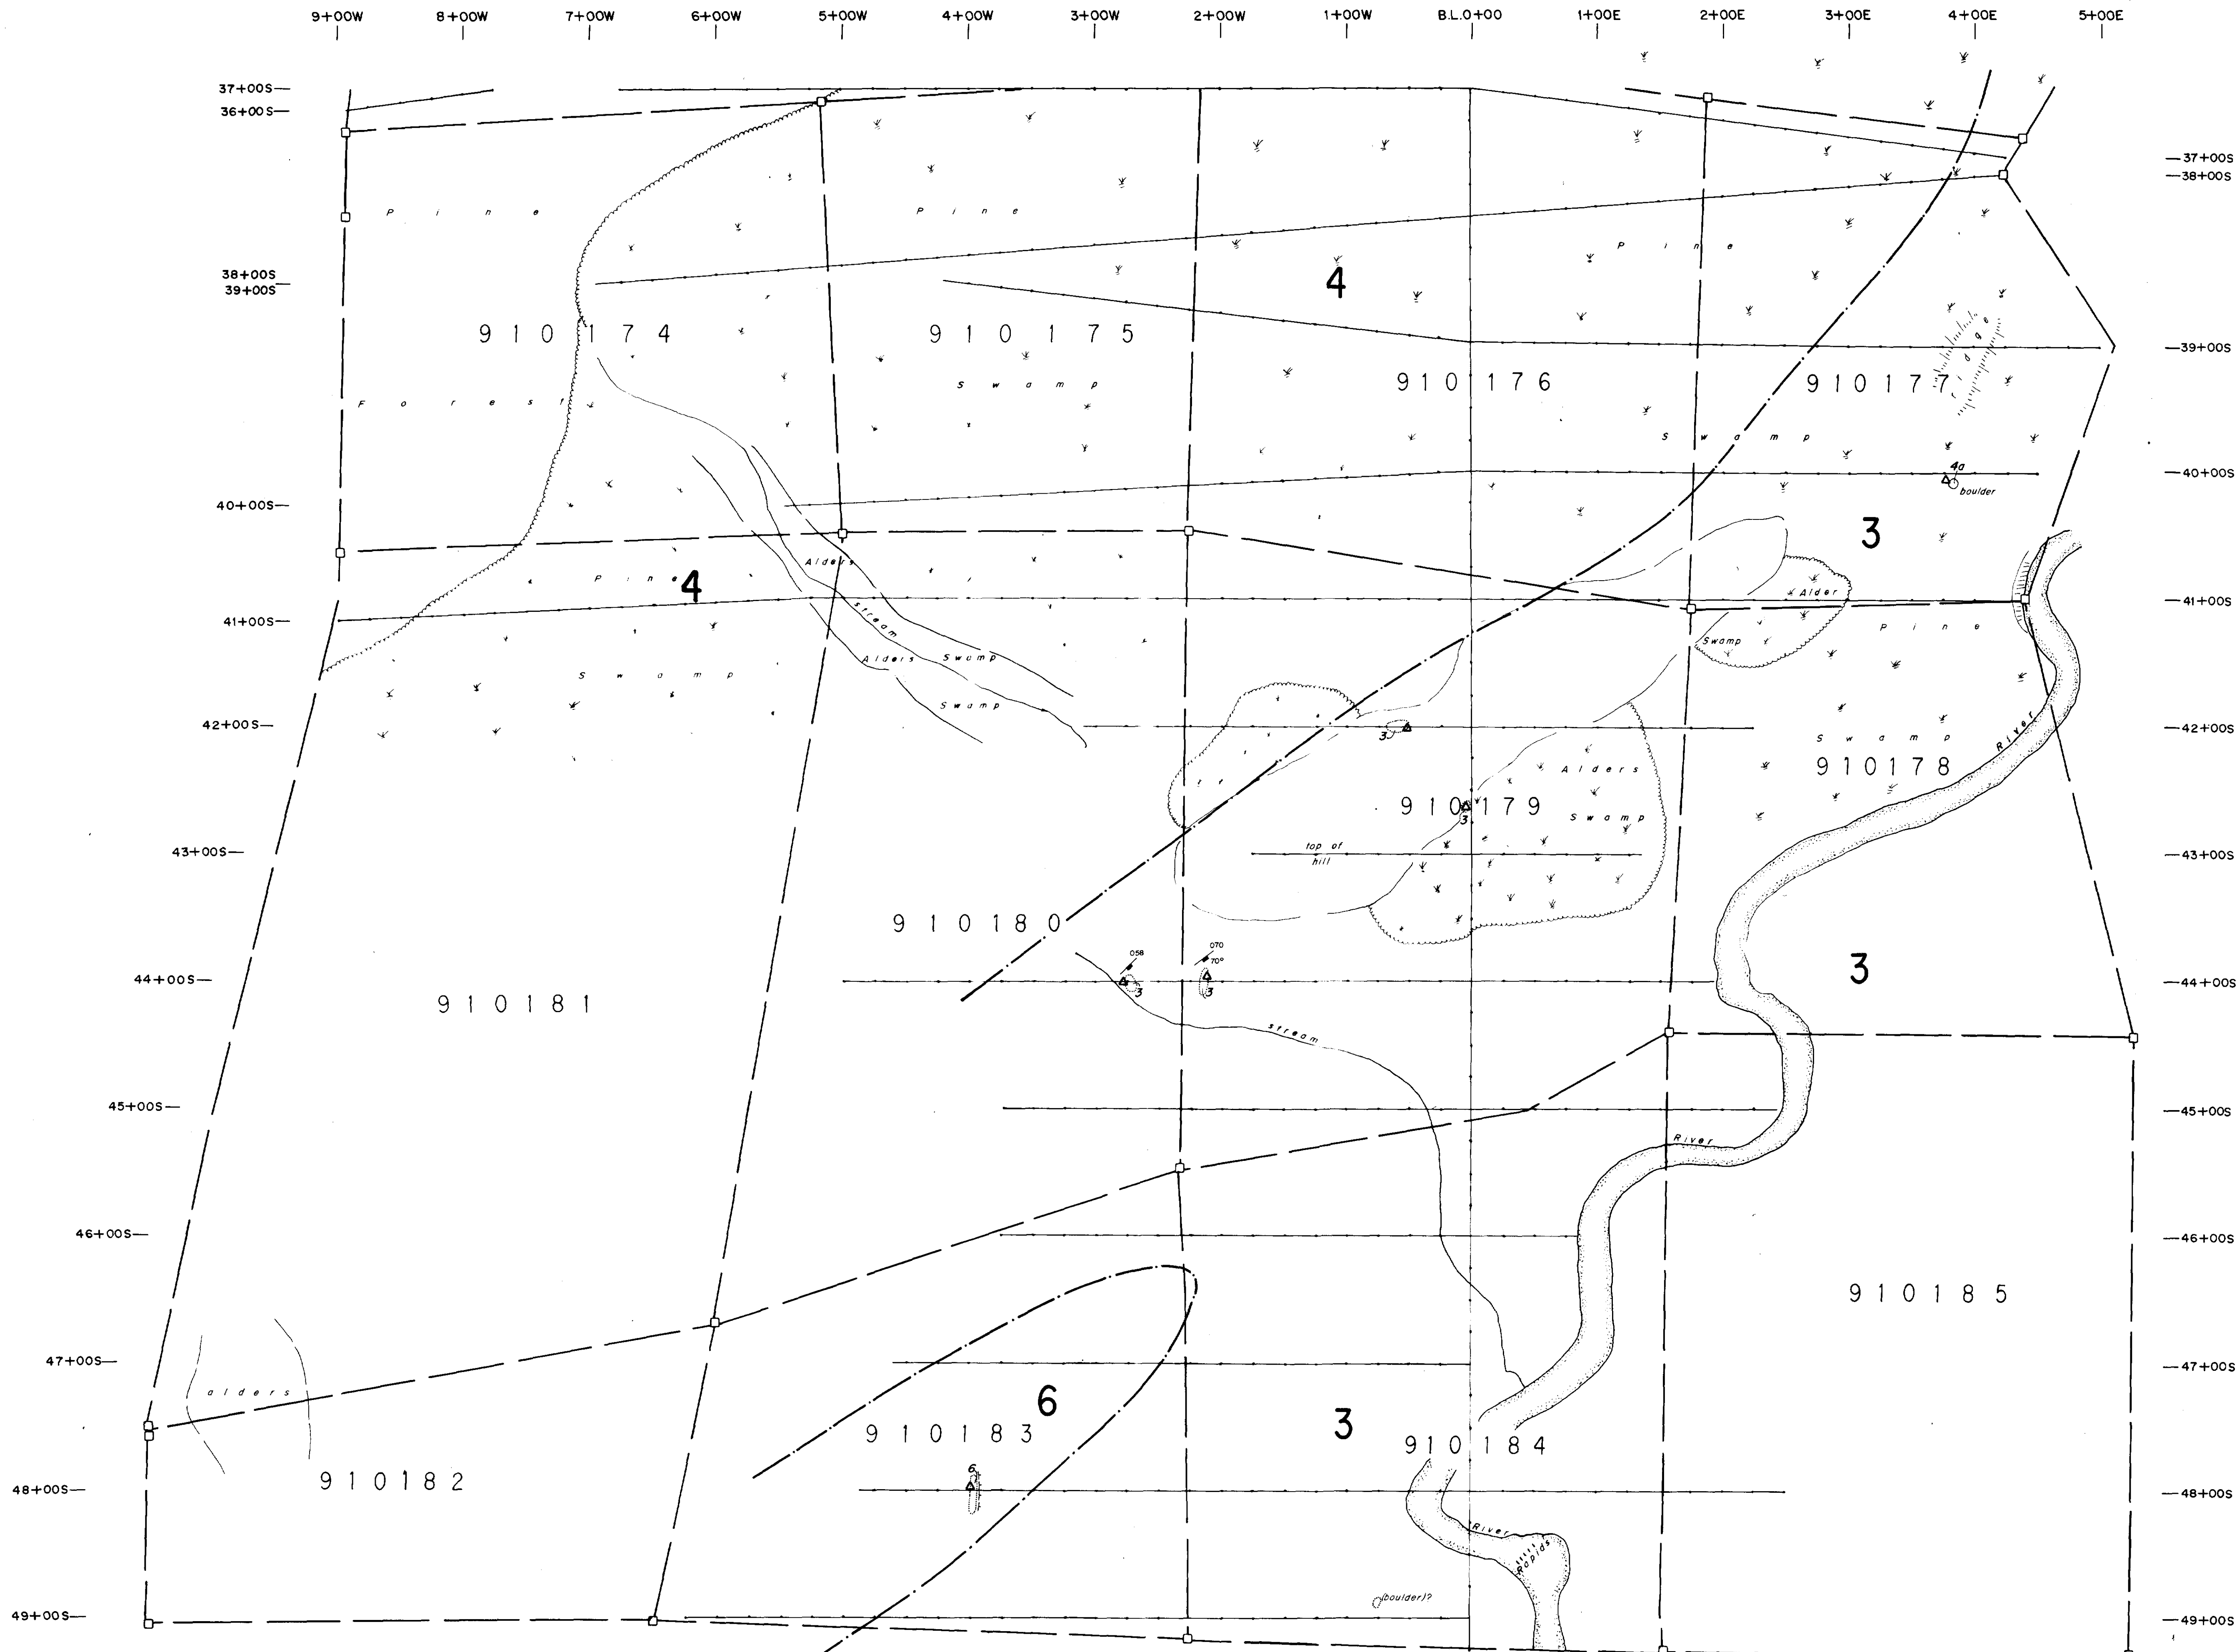 9+00W 8+00W 7+00W 6+00W 5+00W 4+00W 3+00W 2+00W 1+00W B.L.0+00 1+00E 2+00E 3+00E 4+00E 5+00E
37+00S
36+00S
37+00S
38+00S
Pine Pine
Pine
38+00S
39+00S
4
910174 910175
ridge
39+00S
910176 910177
Swamp
Forest
Swamp
4a
40+00S
boulder
40+00S
3
Alders
Pine
4
Alder
41+00S
stream
41+00S
Pine
Swamp
Alders Swamp
Swamp
Swamp
42+00S
3
42+00S
River
Swamp
Alders
910178
910179
3
Swamp
43+00S
top of
hill
43+00S
910180
058 070
70°
44+00S
3 3
3
44+00S
910181
stream
45+00S
45+00S
River
46+00S
46+00S
910185
47+00S
47+00S
alders
6
3
910183
910184
6
910182
48+00S
48+00S
River
Rapids
(boulder)?
49+00S
49+00S